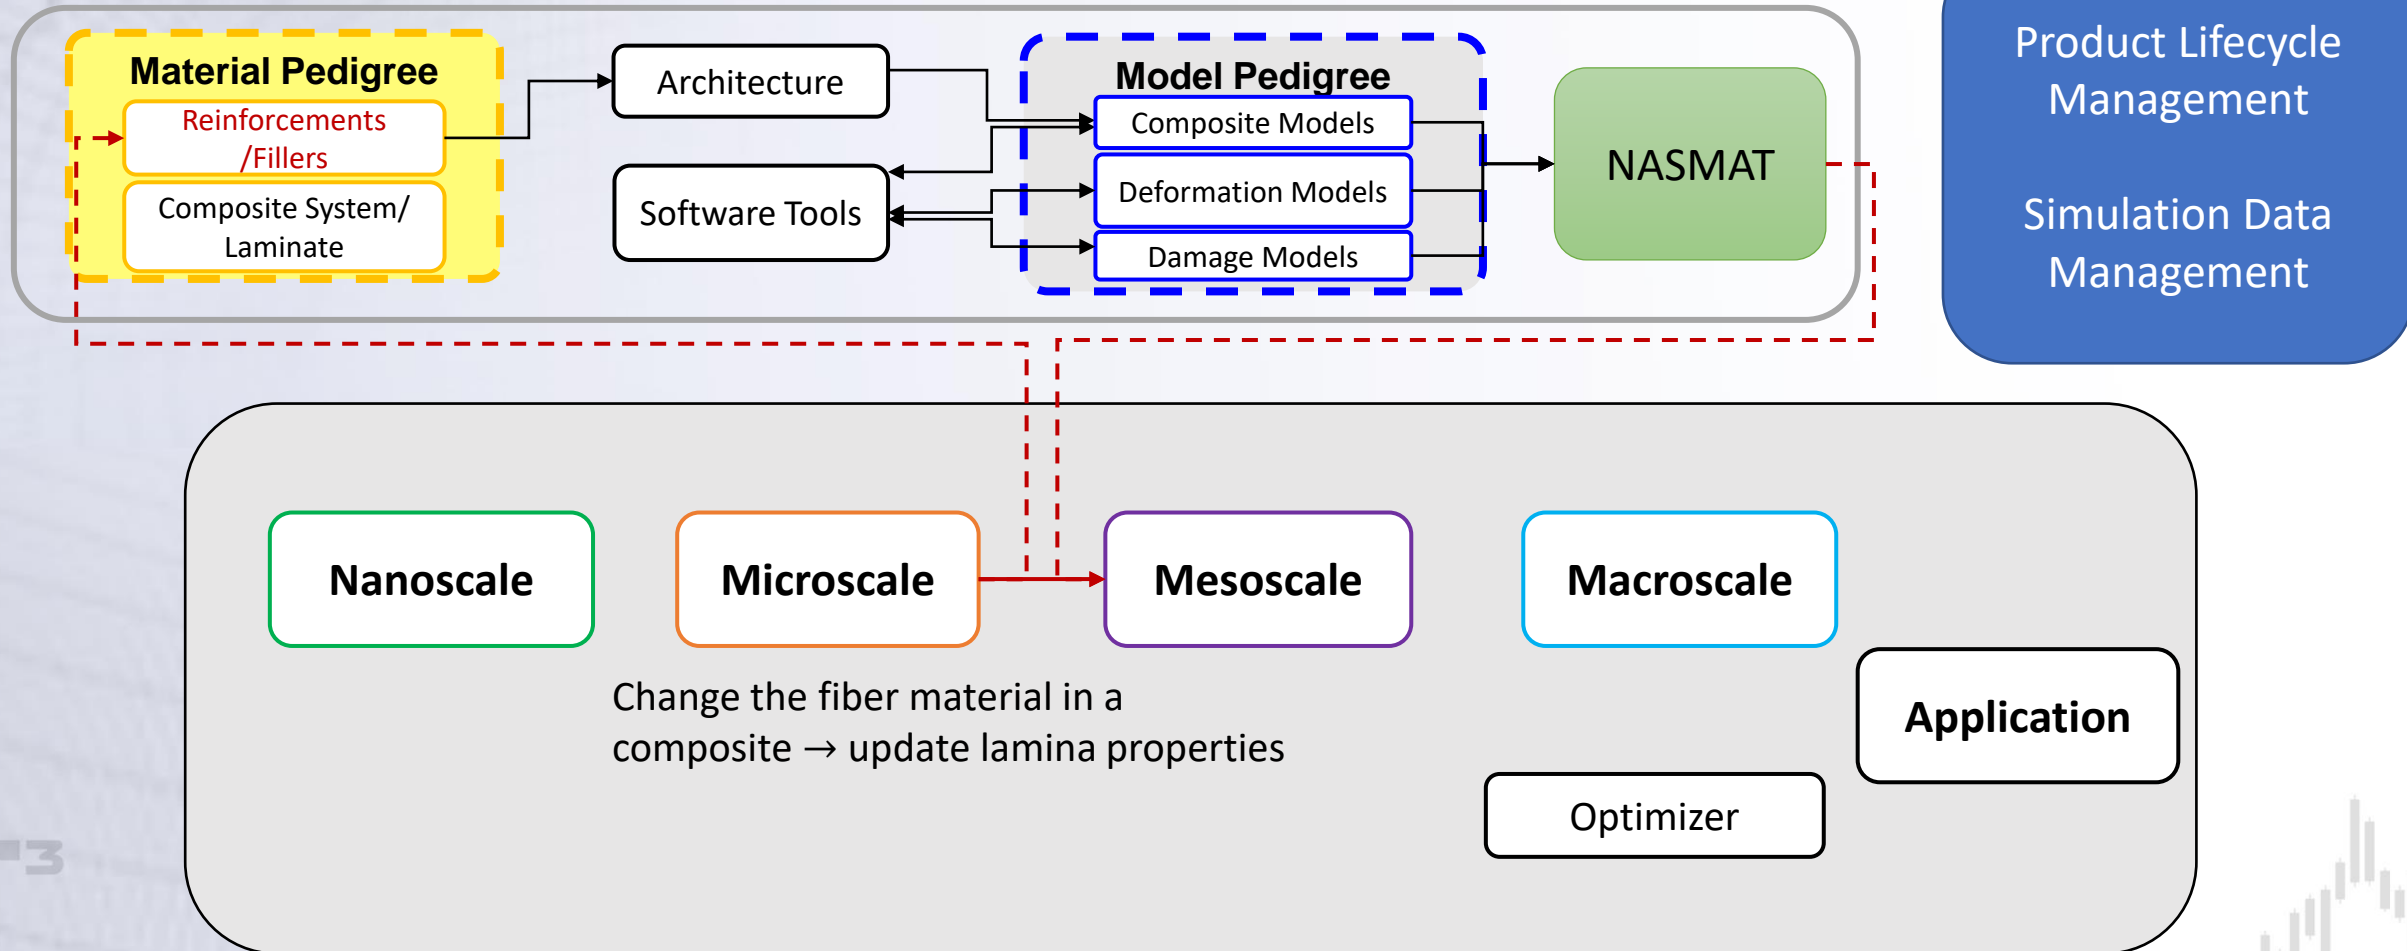 Material Pedigree
Reinforcements
/Fillers
Composite System/
Laminate
Architecture
Software Tools
Model Pedigree
Composite Models
Deformation Models
Damage Models
NASMAT
Product Lifecycle
Management
Simulation Data
Management
Nanoscale
Microscale
Mesoscale
Macroscale
Change the fiber material in a
composite → update lamina properties
Application
Optimizer
3